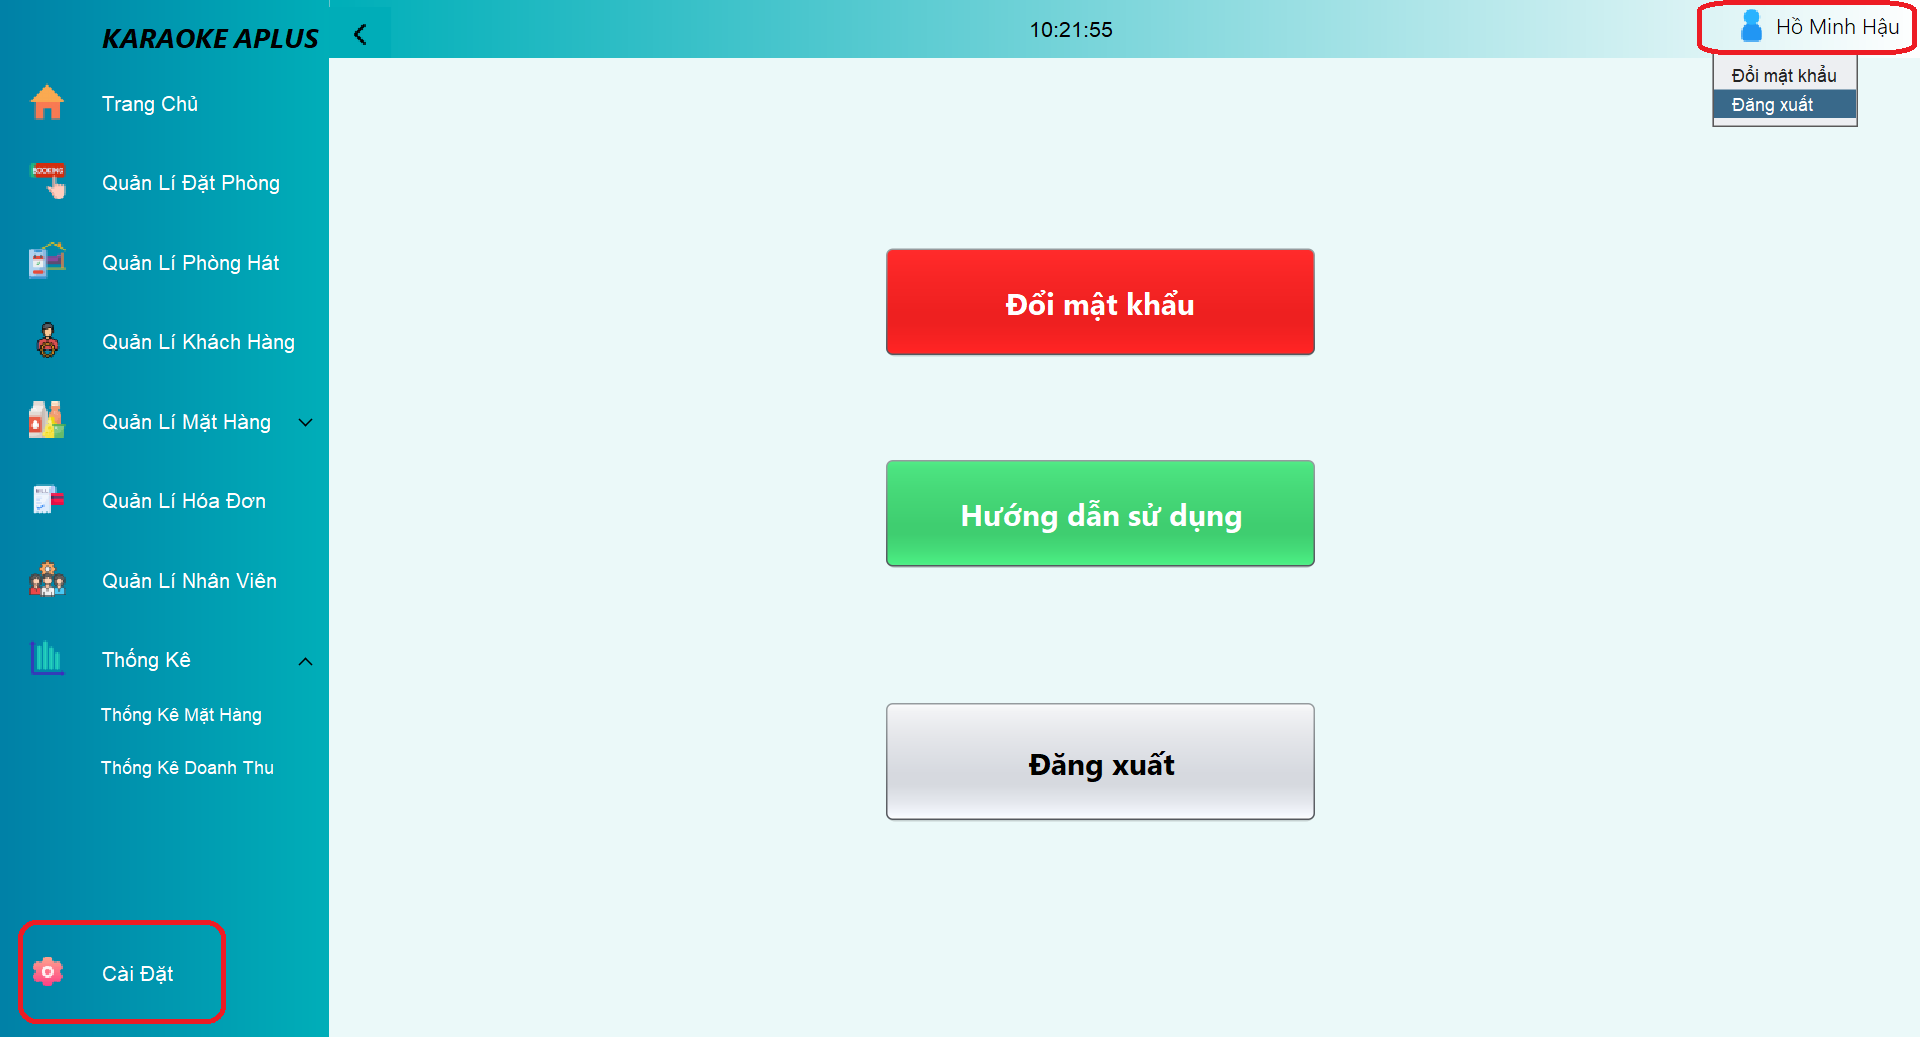 KARAOKE APLUS
10:21:55
Hồ Minh Hậu
Đổi mật khẩu
Đăng xuất
Trang Chủ
BOOKING
Quản Lí Đặt Phòng
Quản Lí Phòng Hát
Quản Lí Khách Hàng
Quản Lí Mặt Hàng
BILL
Quản Lí Hóa Đơn
Quản Lí Nhân Viên
Thống Kê
Thống Kê Mặt Hàng
Thống Kê Doanh Thu
Cài Đặt
Đổi mật khẩu
Hướng dẫn sử dụng
Đăng xuất